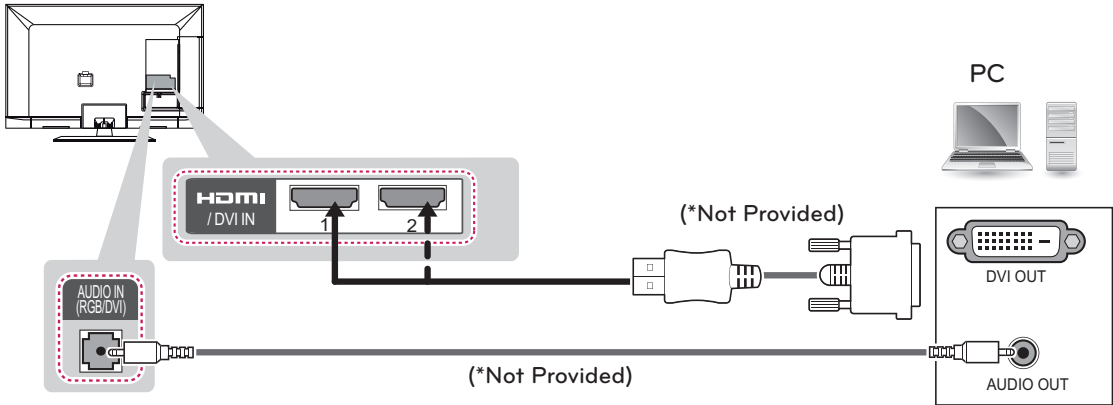 PC
HDMI
/ DVI IN
1
2
(*Not Provided)
DVI OUT
AUDIO IN
(RGB/DVI)
(*Not Provided)
AUDIO OUT